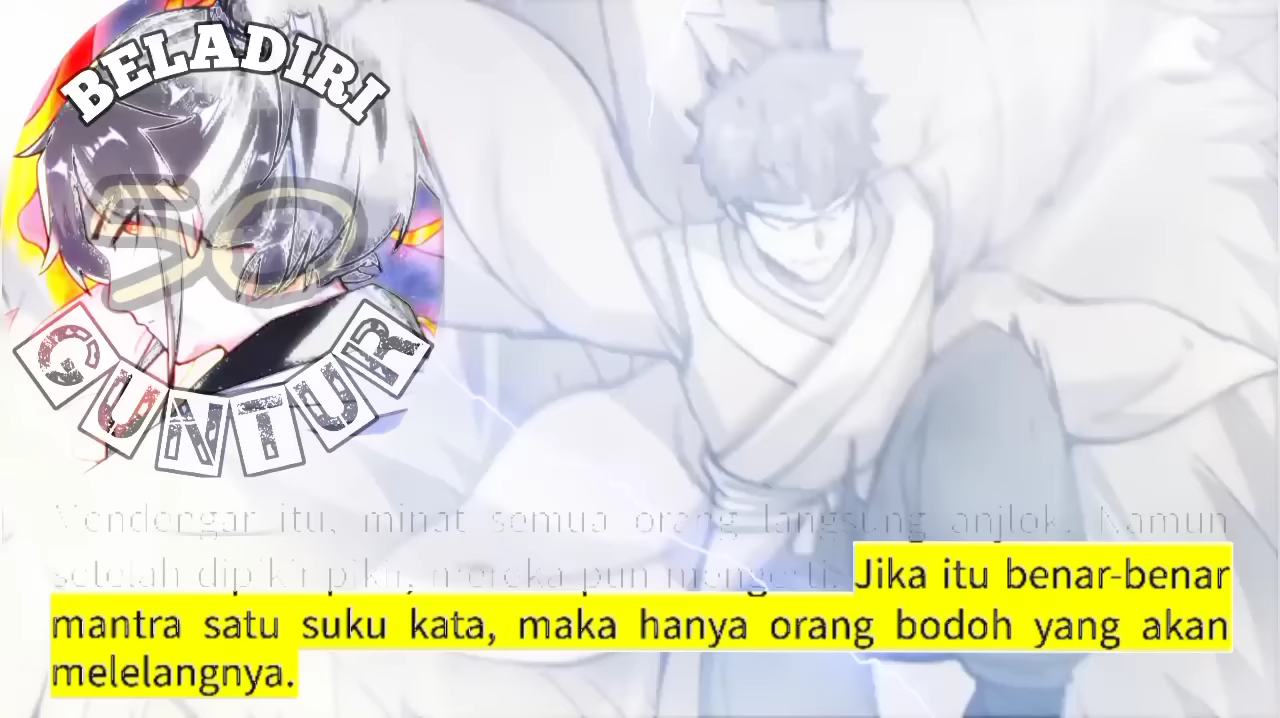 BELADIRI
50
GUNTUR
Mendengar itu, minat semua orang langsung anjlok. Namun
setelah dipikir-pikir, mereka pun mengerti. Jika itu benar-benar
mantra satu suku kata, maka hanya orang bodoh yang akan
melelangnya.